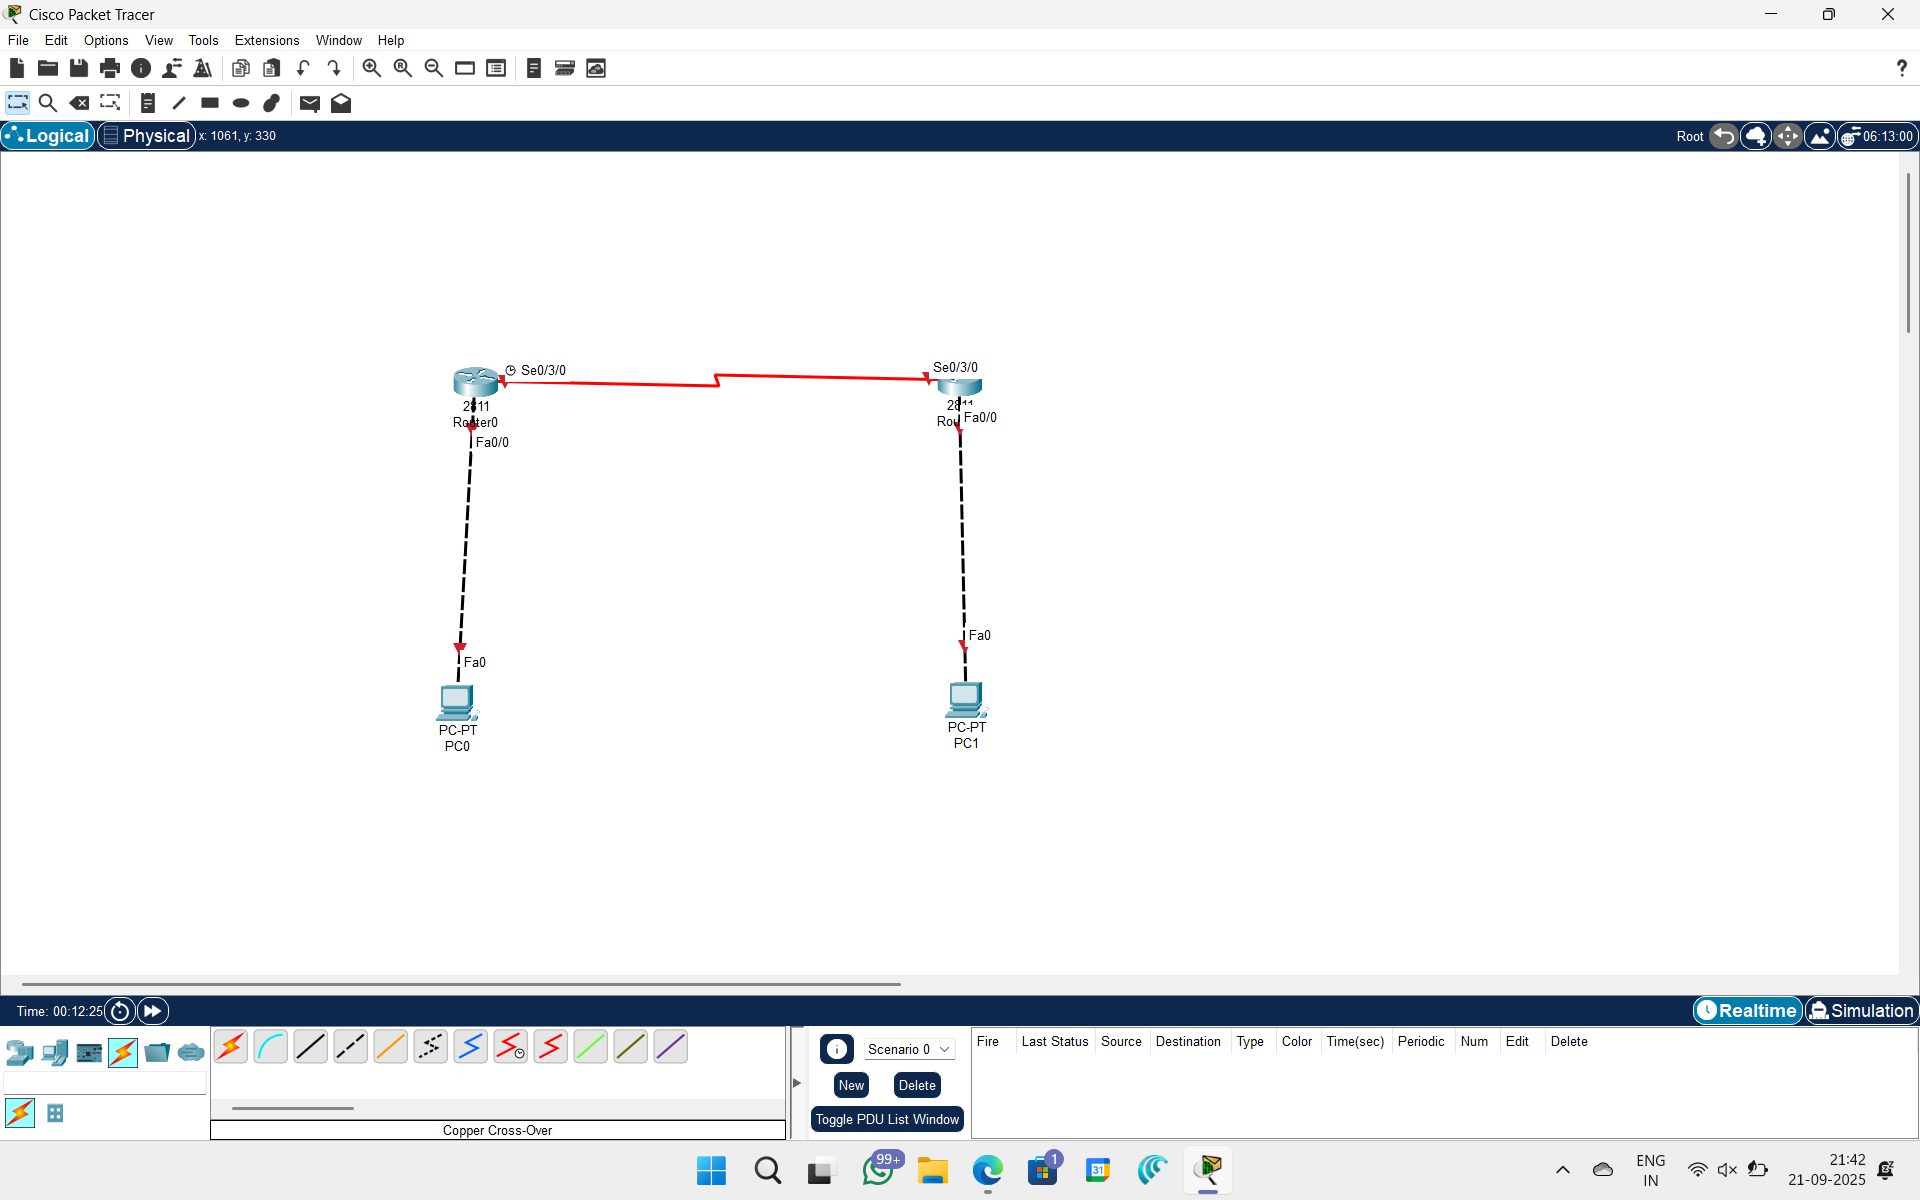 Cisco Packet Tracer
File Edit Options View Tools Extensions Window Help
?
Logical Physical x: 1061, y: 330 Root 06:13:00
Se0/3/0
Se0/3/0
2811
Router0
Fa0/0
Fa0/0
Fa0
Fa0
PC-PT
PC0
PC-PT
PC1
Time: 00:12:25 Realtime Simulation
Scenario 0
New Delete
Toggle PDU List Window
Fire Last Status Source Destination Type Color Time(sec) Periodic Num Edit Delete
Copper Cross-Over
99+
1
31
ENG
IN
21:42
21-09-2025